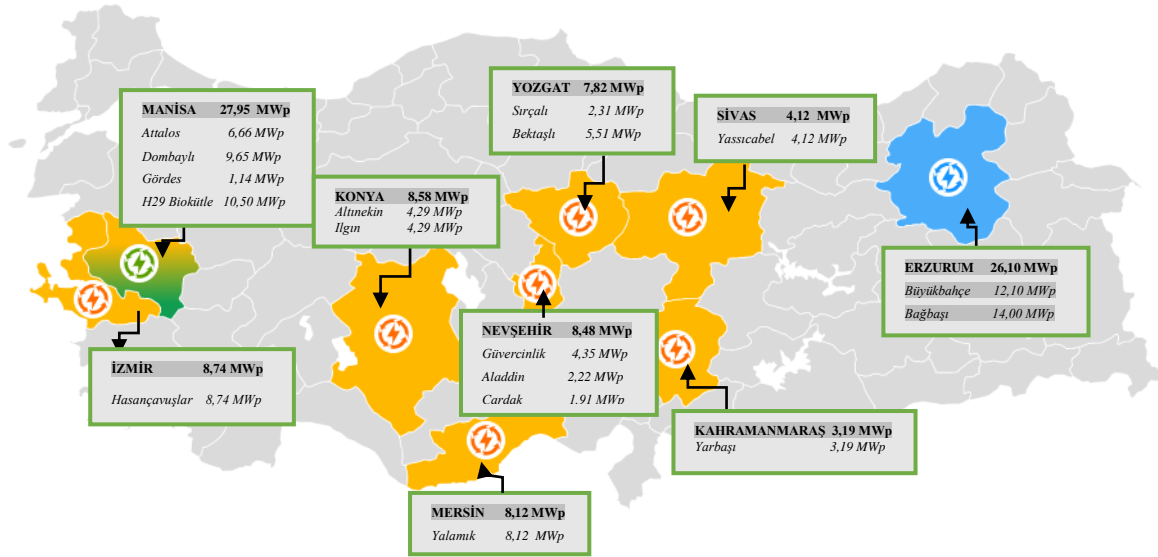 YOZGAT 7,82 MWp
Sırçalı 2,31 MWp
Bektaşlı 5,51 MWp
MANİSA 27,95 MWp
Attalos 6,66 MWp
Dombaylı 9,65 MWp
Gördes 1,14 MWp
H29 Biokütle 10,50 MWp
SİVAS 4,12 MWp
Yassıcabel 4,12 MWp
KONYA 8,58 MWp
Altınekin 4,29 MWp
Ilgın 4,29 MWp
ERZURUM 26,10 MWp
Büyükbahçe 12,10 MWp
Bağbaşı 14,00 MWp
NEVŞEHİR 8,48 MWp
Güvercinlik 4,35 MWp
Aladdin 2,22 MWp
Cardak 1.91 MWp
İZMİR 8,74 MWp
Hasançavuşlar 8,74 MWp
KAHRAMANMARAŞ 3,19 MWp
Yarbaşı 3,19 MWp
MERSİN 8,12 MWp
Yalamık 8,12 MWp